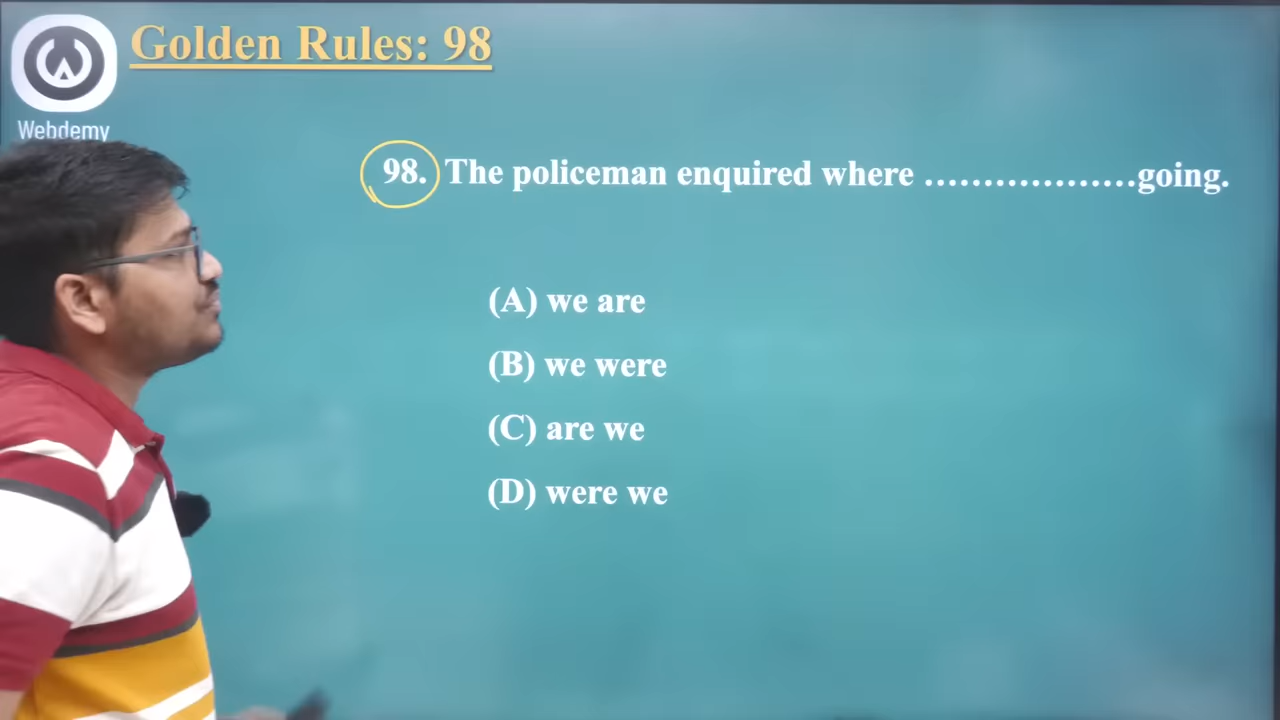 Golden Rules: 98
Webdemy
98. The policeman enquired where ..................going.
(A) we are
(B) we were
(C) are we
(D) were we